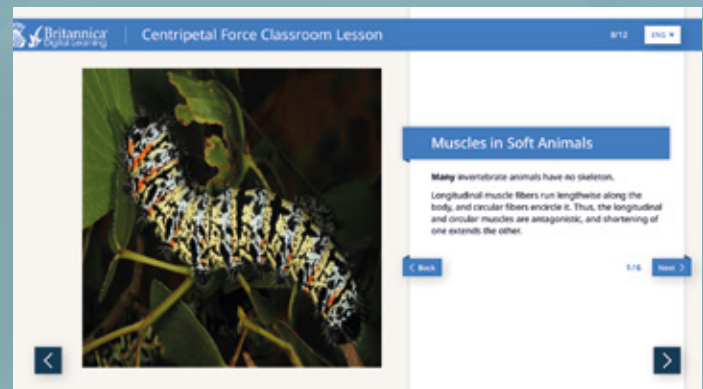 Britannica
Digital Learning
Centripetal Force Classroom Lesson
8/12
ENG
Muscles in Soft Animals
Many invertebrate animals have no skeleton.
Longitudinal muscle fibers run lengthwise along the
body, and circular fibers encircle it. Thus, the longitudinal
and circular muscles are antagonistic, and shortening of
one extends the other.
Back
1/6
Next